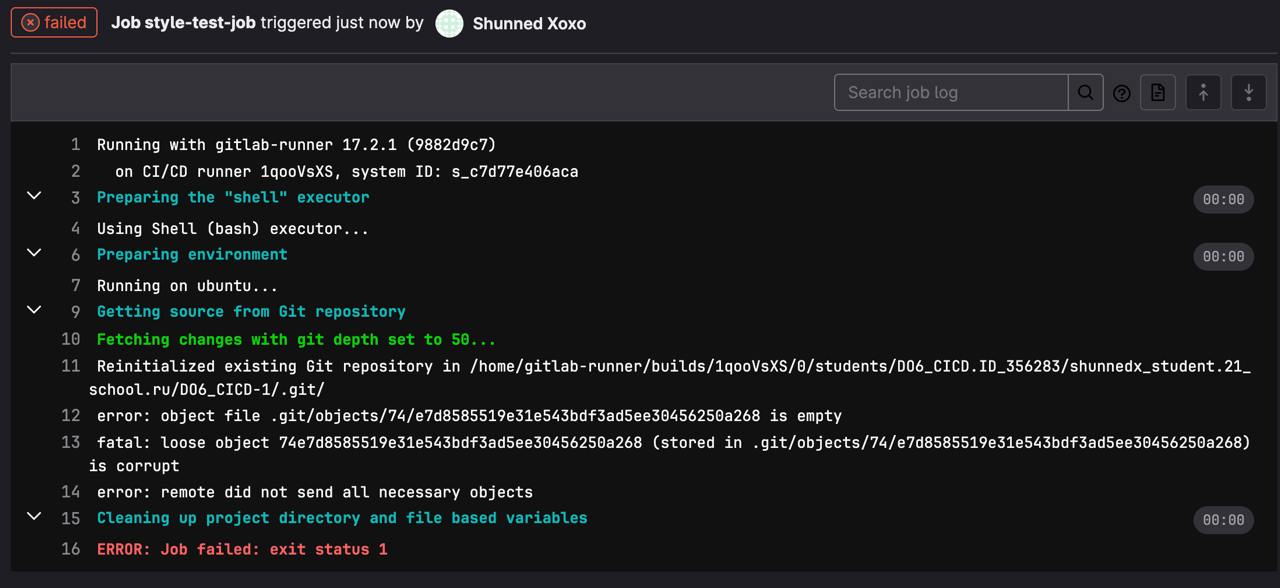 failed Job style-test-job triggered just now by Shunned Xoxo
Search job log
1 Running with gitlab-runner 17.2.1 (9882d9c7)
2 on CI/CD runner 1qooVsXS, system ID: s_c7d77e406aca
3 Preparing the "shell" executor 00:00
4 Using Shell (bash) executor...
6 Preparing environment 00:00
7 Running on ubuntu...
9 Getting source from Git repository
10 Fetching changes with git depth set to 50...
11 Reinitialized existing Git repository in /home/gitlab-runner/builds/1qooVsXS/0/students/DO6_CICD.ID_356283/shunnedx_student.21_
school.ru/DO6_CICD-1/.git/
12 error: object file .git/objects/74/e7d8585519e31e543bdf3ad5ee30456250a268 is empty
13 fatal: loose object 74e7d8585519e31e543bdf3ad5ee30456250a268 (stored in .git/objects/74/e7d8585519e31e543bdf3ad5ee30456250a268)
is corrupt
14 error: remote did not send all necessary objects
15 Cleaning up project directory and file based variables 00:00
16 ERROR: Job failed: exit status 1